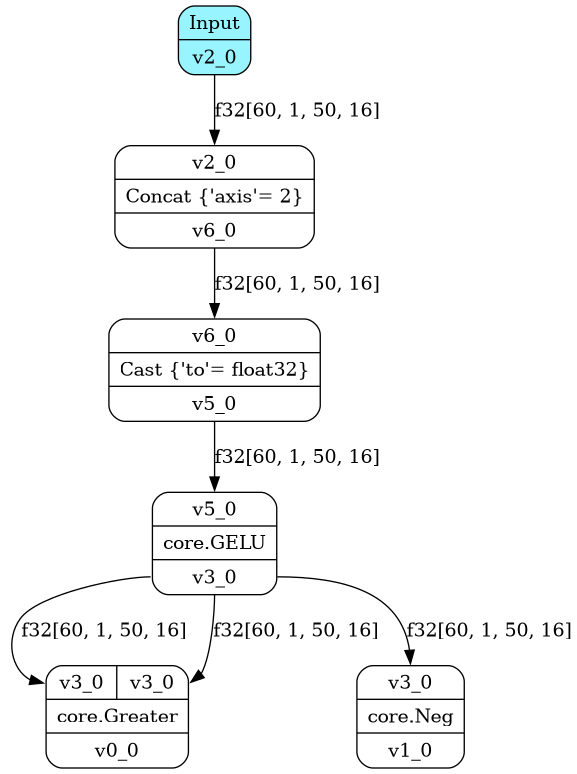 Input
v2_0
f32[60, 1, 50, 16]
v2_0
Concat {'axis'= 2}
v6_0
f32[60, 1, 50, 16]
v6_0
Cast {'to'= float32}
v5_0
f32[60, 1, 50, 16]
v5_0
core.GELU
v3_0
f32[60, 1, 50, 16] f32[60, 1, 50, 16] f32[60, 1, 50, 16]
v3_0 v3_0 v3_0
core.Greater core.Neg
v0_0 v1_0